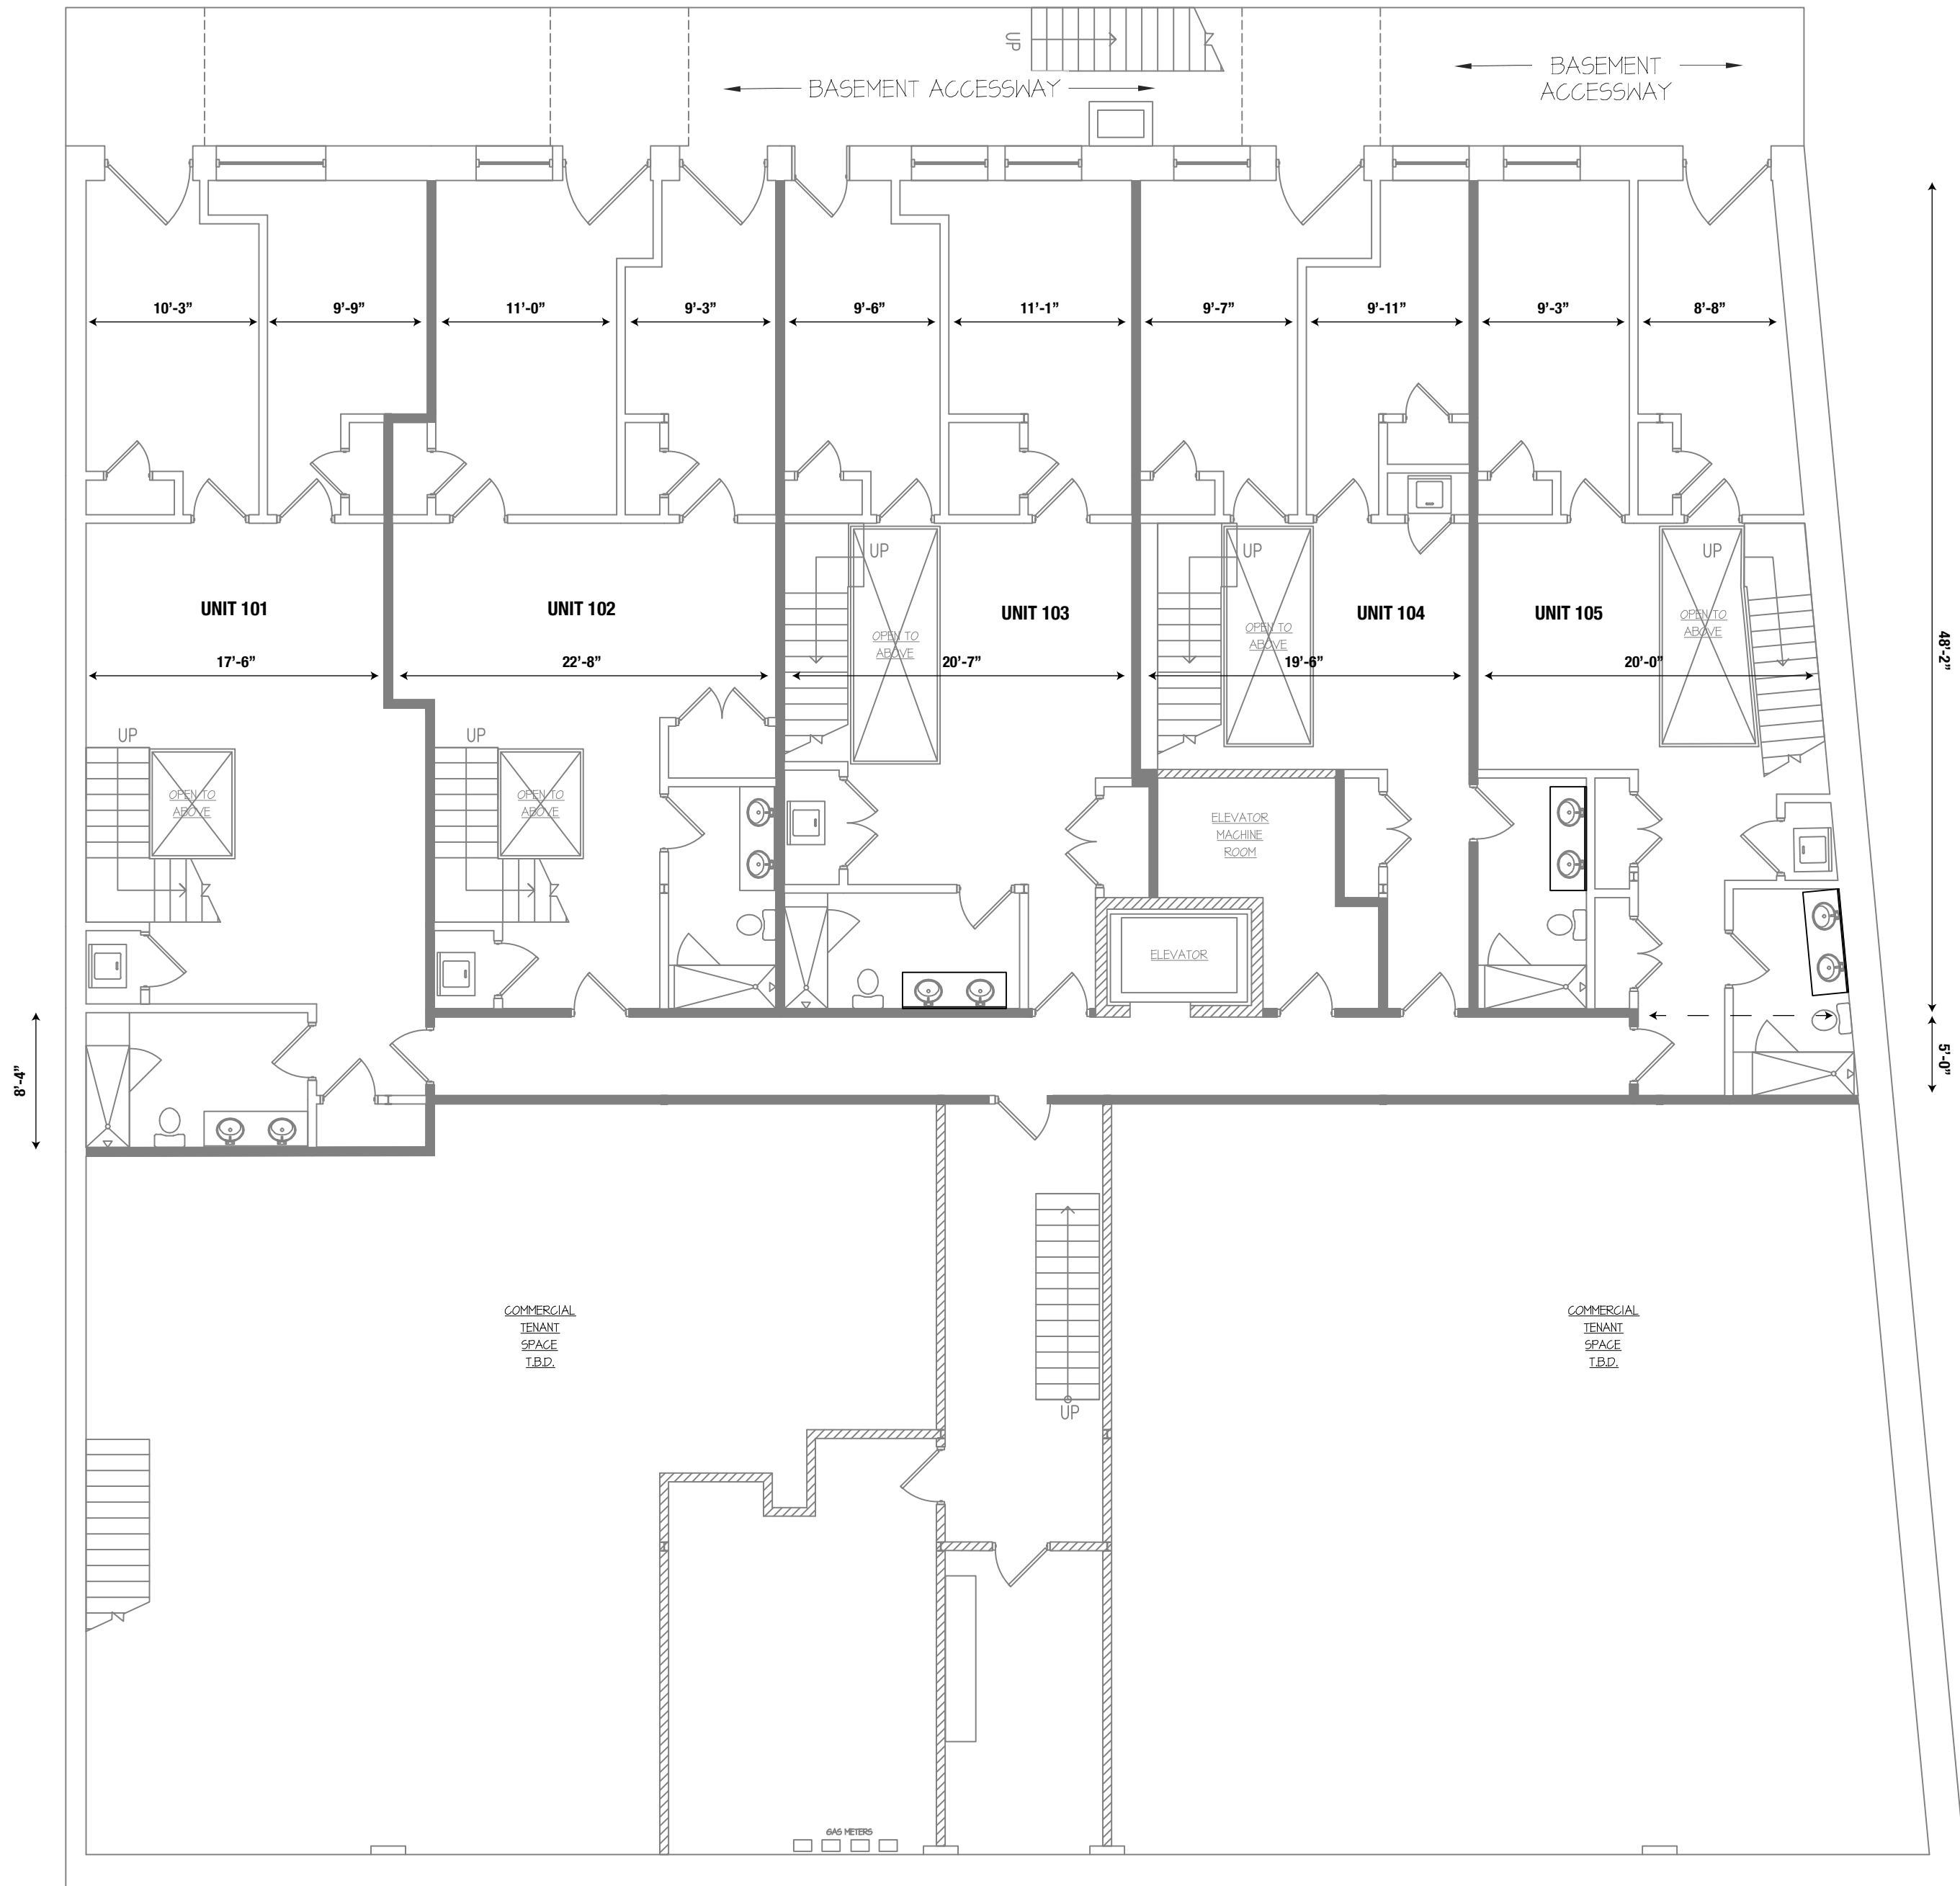 UP
BASEMENT ACCESSWAY
BASEMENT
ACCESSWAY
10’-3”
9’-9”
11’-0”
9’-3”
9’-6”
11’-1”
9’-7”
9’-11”
9’-3”
8’-8”
UP
UP
UP
UNIT 101
UNIT 102
UNIT 103
UNIT 104
UNIT 105
OPEN TO
ABOVE
OPEN TO
ABOVE
OPEN TO
ABOVE
48’-2”
17’-6”
22’-8”
20’-7”
19’-6”
20’-0”
UP
UP
OPEN TO
ABOVE
OPEN TO
ABOVE
ELEVATOR
MACHINE
ROOM
ELEVATOR
8’-4”
5’-0”
COMMERCIAL
TENANT
SPACE
T.B.D.
COMMERCIAL
TENANT
SPACE
T.B.D.
UP
GAS METERS